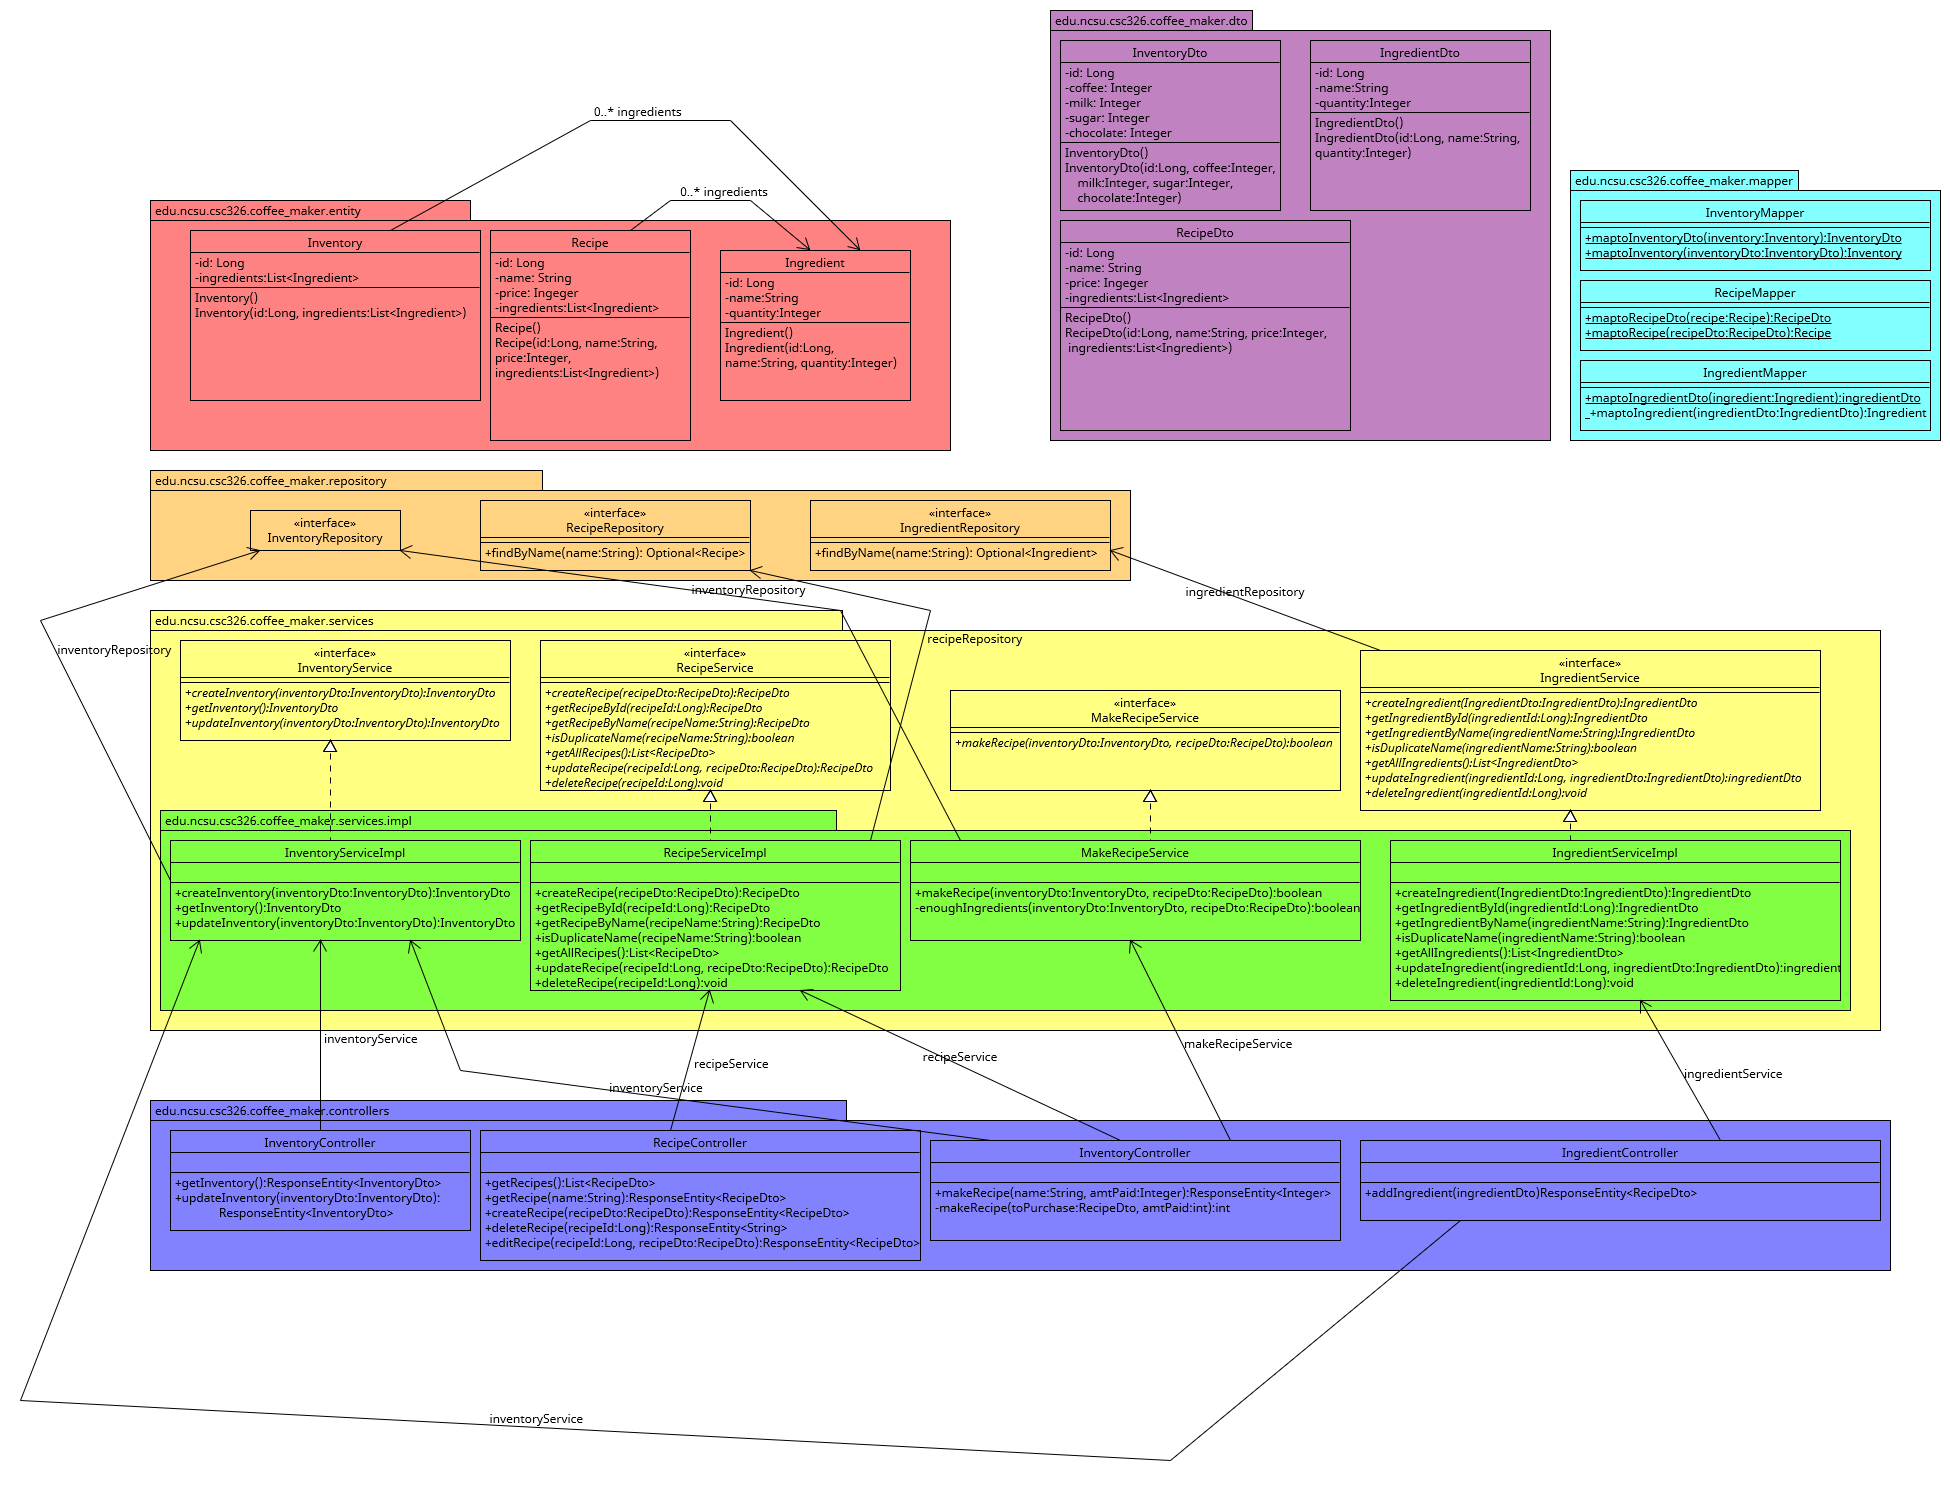 edu.ncsu.csc326.coffee_maker.dto
InventoryDto
-id: Long
-coffee: Integer
-milk: Integer
-sugar: Integer
-chocolate: Integer
InventoryDto()
InventoryDto(id:Long, coffee:Integer,
milk:Integer, sugar:Integer,
chocolate:Integer)
IngredientDto
-id: Long
-name:String
-quantity:Integer
IngredientDto()
IngredientDto(id:Long, name:String,
quantity:Integer)
RecipeDto
-id: Long
-name: String
-price: Ingeger
-ingredients:List<Ingredient>
RecipeDto()
RecipeDto(id:Long, name:String, price:Integer,
ingredients:List<Ingredient>)
edu.ncsu.csc326.coffee_maker.mapper
InventoryMapper
+maptoInventoryDto(inventory:Inventory):InventoryDto
+maptoInventory(inventoryDto:InventoryDto):Inventory
RecipeMapper
+maptoRecipeDto(recipe:Recipe):RecipeDto
+maptoRecipe(recipeDto:RecipeDto):Recipe
IngredientMapper
+maptoIngredientDto(ingredient:Ingredient):ingredientDto
_+maptoIngredient(ingredientDto:IngredientDto):Ingredient
0..* ingredients
0..* ingredients
edu.ncsu.csc326.coffee_maker.entity
Inventory
-id: Long
-ingredients:List<Ingredient>
Inventory()
Inventory(id:Long, ingredients:List<Ingredient>)
Recipe
-id: Long
-name: String
-price: Ingeger
-ingredients:List<Ingredient>
Recipe()
Recipe(id:Long, name:String,
price:Integer,
ingredients:List<Ingredient>)
Ingredient
-id: Long
-name:String
-quantity:Integer
Ingredient()
Ingredient(id:Long,
name:String, quantity:Integer)
edu.ncsu.csc326.coffee_maker.repository
«interface»
InventoryRepository
«interface»
RecipeRepository
+findByName(name:String): Optional<Recipe>
«interface»
IngredientRepository
+findByName(name:String): Optional<Ingredient>
inventoryRepository
ingredientRepository
inventoryRepository
recipeRepository
edu.ncsu.csc326.coffee_maker.services
«interface»
InventoryService
+createInventory(inventoryDto:InventoryDto):InventoryDto
+getInventory():InventoryDto
+updateInventory(inventoryDto:InventoryDto):InventoryDto
«interface»
RecipeService
+createRecipe(recipeDto:RecipeDto):RecipeDto
+getRecipeById(recipeId:Long):RecipeDto
+getRecipeByName(recipeName:String):RecipeDto
+isDuplicateName(recipeName:String):boolean
+getAllRecipes():List<RecipeDto>
+updateRecipe(recipeId:Long, recipeDto:RecipeDto):RecipeDto
+deleteRecipe(recipeId:Long):void
«interface»
MakeRecipeService
+makeRecipe(inventoryDto:InventoryDto, recipeDto:RecipeDto):boolean
«interface»
IngredientService
+createIngredient(IngredientDto:IngredientDto):IngredientDto
+getIngredientById(ingredientId:Long):IngredientDto
+getIngredientByName(ingredientName:String):IngredientDto
+isDuplicateName(ingredientName:String):boolean
+getAllIngredients():List<IngredientDto>
+updateIngredient(ingredientId:Long, ingredientDto:IngredientDto):ingredientDto
+deleteIngredient(ingredientId:Long):void
edu.ncsu.csc326.coffee_maker.services.impl
InventoryServiceImpl
+createInventory(inventoryDto:InventoryDto):InventoryDto
+getInventory():InventoryDto
+updateInventory(inventoryDto:InventoryDto):InventoryDto
RecipeServiceImpl
+createRecipe(recipeDto:RecipeDto):RecipeDto
+getRecipeById(recipeId:Long):RecipeDto
+getRecipeByName(recipeName:String):RecipeDto
+isDuplicateName(recipeName:String):boolean
+getAllRecipes():List<RecipeDto>
+updateRecipe(recipeId:Long, recipeDto:RecipeDto):RecipeDto
+deleteRecipe(recipeId:Long):void
MakeRecipeService
+makeRecipe(inventoryDto:InventoryDto, recipeDto:RecipeDto):boolean
-enoughIngredients(inventoryDto:InventoryDto, recipeDto:RecipeDto):boolean
IngredientServiceImpl
+createIngredient(IngredientDto:IngredientDto):IngredientDto
+getIngredientById(ingredientId:Long):IngredientDto
+getIngredientByName(ingredientName:String):IngredientDto
+isDuplicateName(ingredientName:String):boolean
+getAllIngredients():List<IngredientDto>
+updateIngredient(ingredientId:Long, ingredientDto:IngredientDto):ingredient
+deleteIngredient(ingredientId:Long):void
inventoryService
recipeService
recipeService
makeRecipeService
ingredientService
inventoryService
edu.ncsu.csc326.coffee_maker.controllers
InventoryController
+getInventory():ResponseEntity<InventoryDto>
+updateInventory(inventoryDto:InventoryDto):
ResponseEntity<InventoryDto>
RecipeController
+getRecipes():List<RecipeDto>
+getRecipe(name:String):ResponseEntity<RecipeDto>
+createRecipe(recipeDto:RecipeDto):ResponseEntity<RecipeDto>
+deleteRecipe(recipeId:Long):ResponseEntity<String>
+editRecipe(recipeId:Long, recipeDto:RecipeDto):ResponseEntity<RecipeDto>
InventoryController
+makeRecipe(name:String, amtPaid:Integer):ResponseEntity<Integer>
-makeRecipe(toPurchase:RecipeDto, amtPaid:int):int
IngredientController
+addIngredient(ingredientDto)ResponseEntity<RecipeDto>
inventoryService